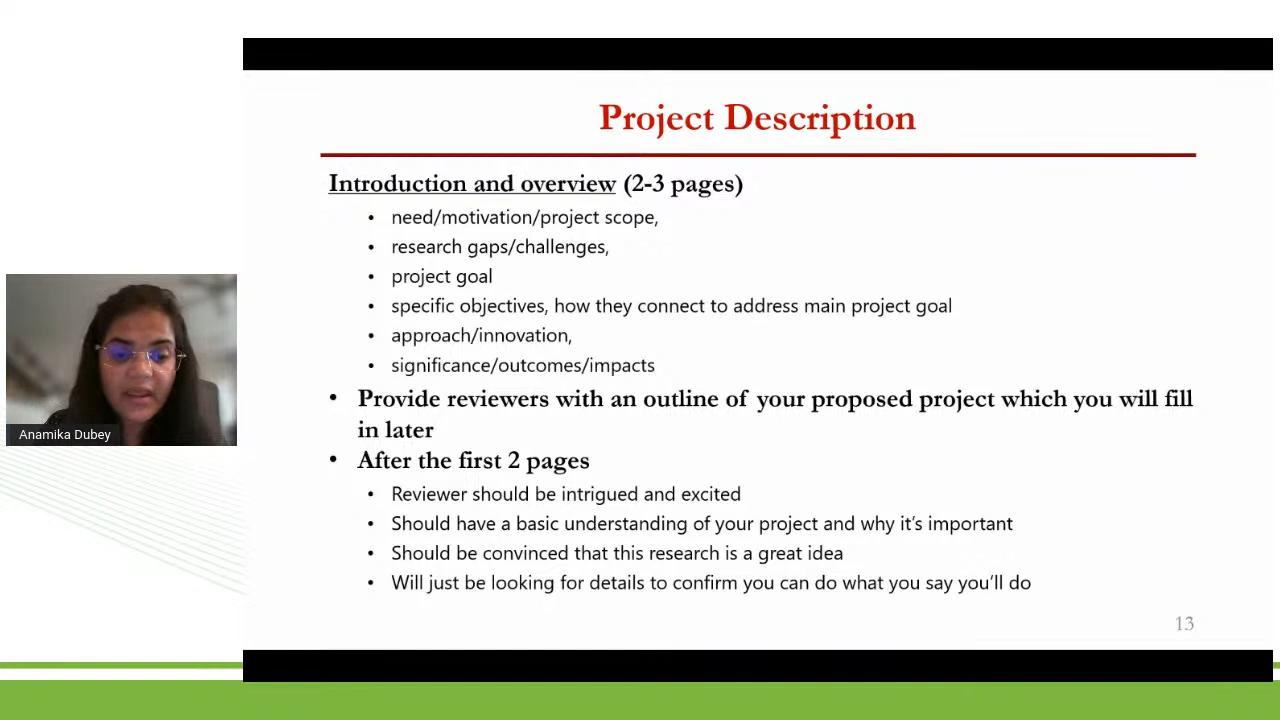 Project Description
Introduction and overview (2-3 pages)
• need/motivation/project scope,
• research gaps/challenges,
• project goal
• specific objectives, how they connect to address main project goal
• approach/innovation,
• significance/outcomes/impacts
• Provide reviewers with an outline of your proposed project which you will fill
in later
• After the first 2 pages
• Reviewer should be intrigued and excited
• Should have a basic understanding of your project and why it’s important
• Should be convinced that this research is a great idea
• Will just be looking for details to confirm you can do what you say you’ll do
13
Anamika Dubey